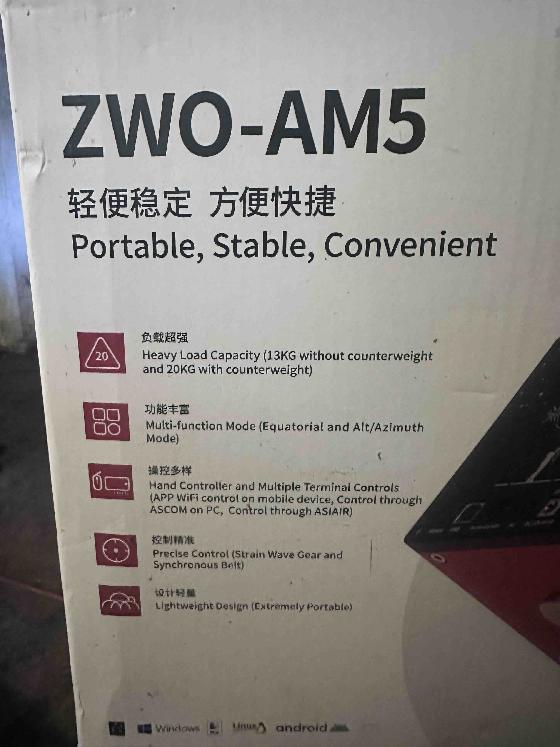 ZWO-AM5
轻便稳定 方便快捷
Portable, Stable, Convenient
20
负载超强
Heavy Load Capacity (13KG without counterweight
and 20KG with counterweight)
功能丰富
Multi-function Mode (Equatorial and Alt/Azimuth
Mode)
操控多样
Hand Controller and Multiple Terminal Controls
(APP WiFi control on mobile device, Control through
ASCOM on PC, Control through ASIAIR)
控制精准
Precise Control (Strain Wave Gear and
Synchronous Belt)
设计轻量
Lightweight Design (Extremely Portable)
Windows Linux android